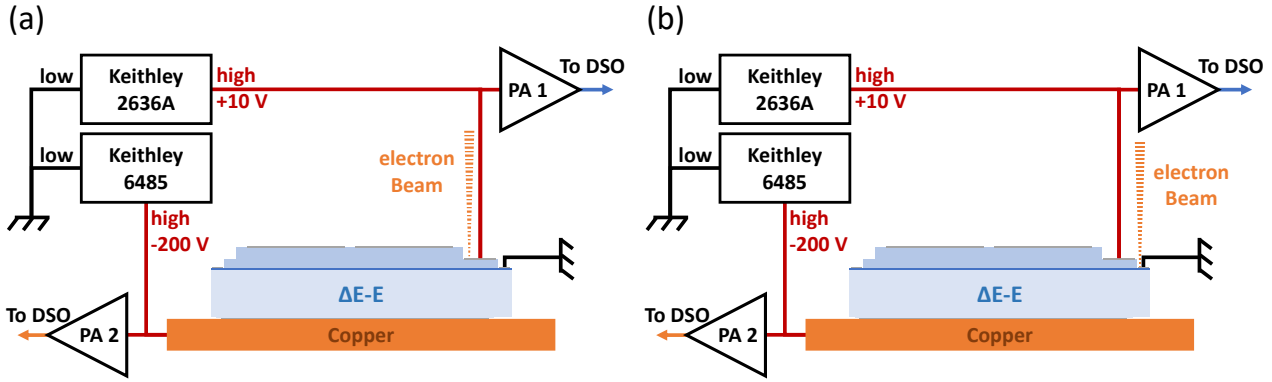 (a)
low
Keithley
2636A
high
+10 V
PA 1
To DSO
low
Keithley
6485
electron
Beam
high
-200 V
ΔE-E
To DSO
PA 2
Copper
(b)
low
Keithley
2636A
high
+10 V
PA 1
To DSO
low
Keithley
6485
electron
Beam
high
-200 V
ΔE-E
To DSO
PA 2
Copper